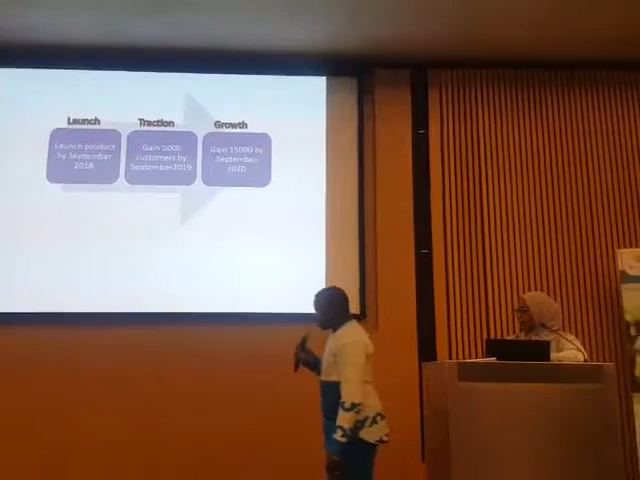 Launch
Launch product
by September
2018
Traction
Gain 5000
customers by
September2019
Growth
Gain 15000 by
September
2020